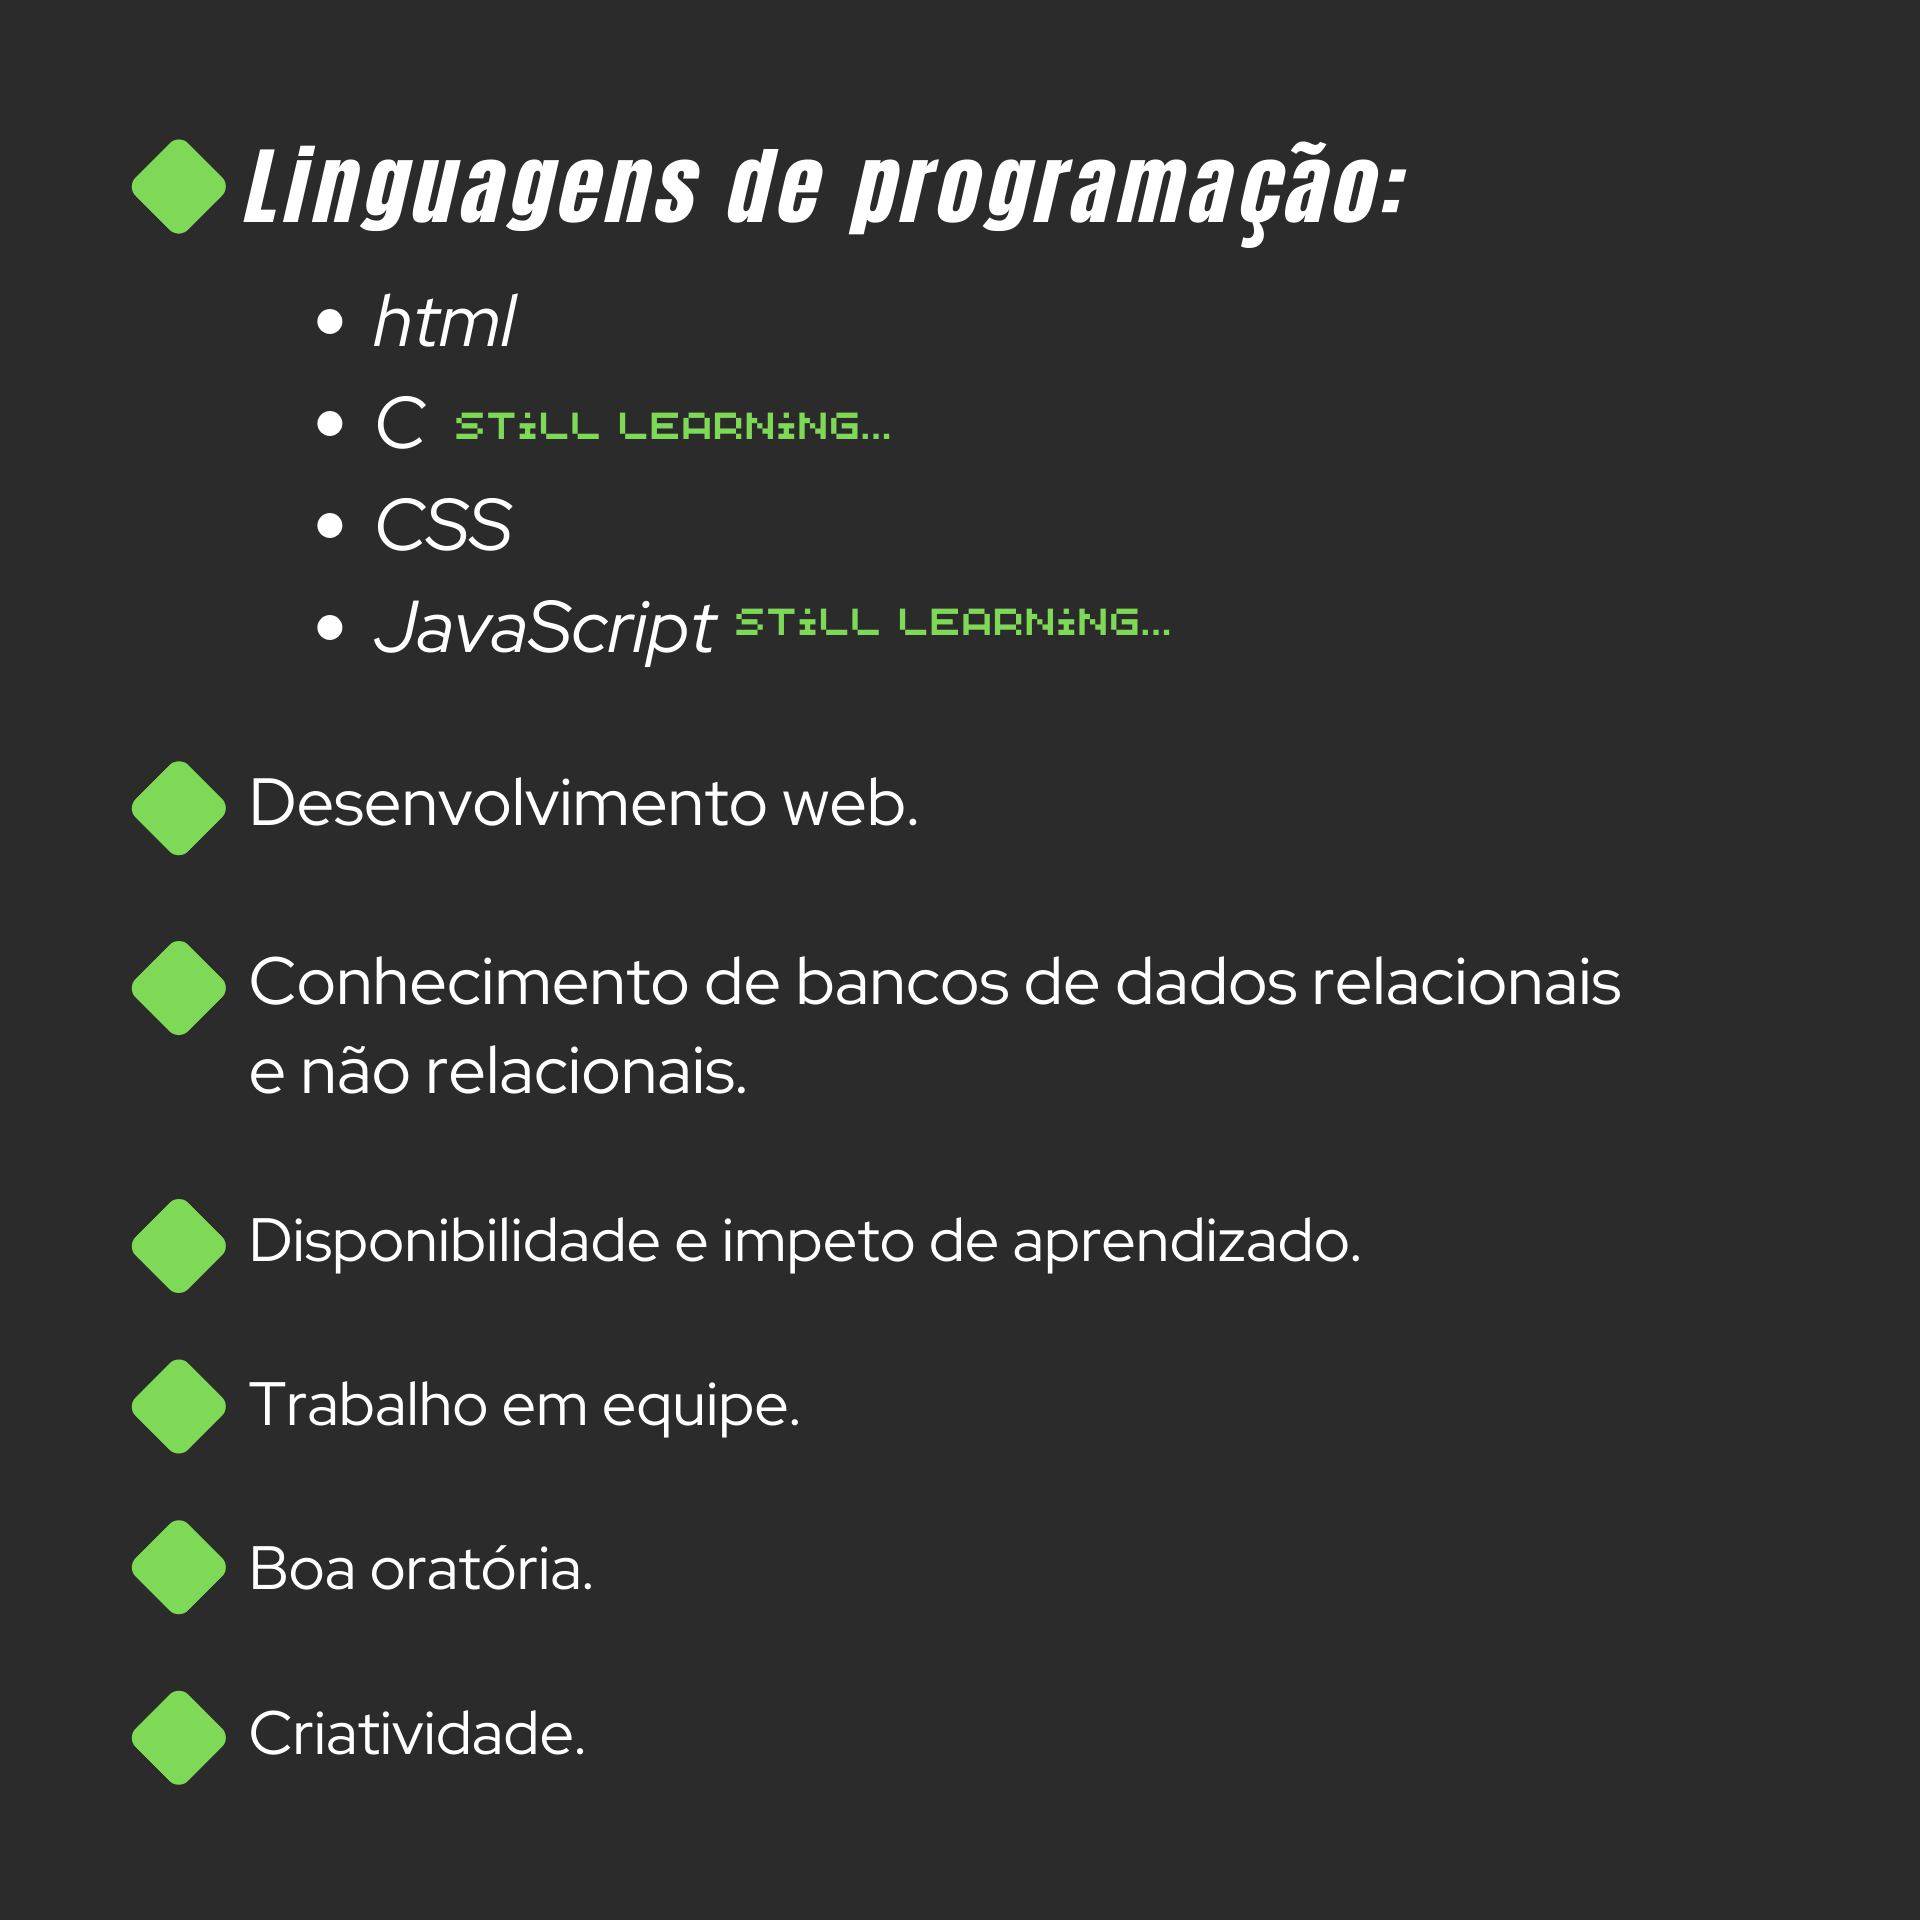 Linguagens de programação:
html
C STiLL LEARNiNG...
CSS
JavaScript STiLL LEARNiNG...
Desenvolvimento web.
Conhecimento de bancos de dados relacionais
e não relacionais.
Disponibilidade e impeto de aprendizado.
Trabalho em equipe.
Boa oratória.
Criatividade.